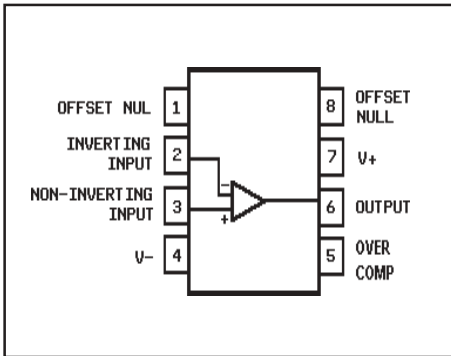 OFFSET NUL 1
INVERTING
INPUT 2
NON-INVERTING
INPUT 3
V- 4
8 OFFSET
NULL
7 V+
6 OUTPUT
5 OVER
COMP
-
+